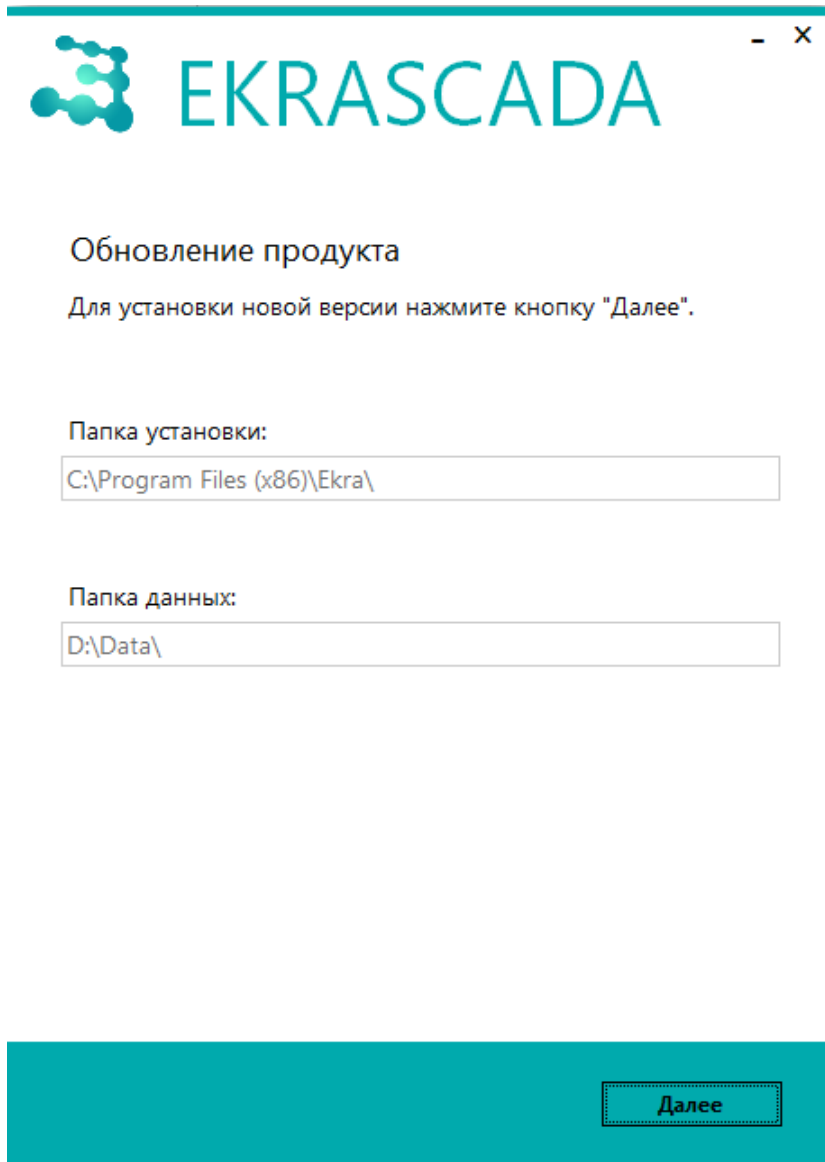 EKRASCADA
Обновление продукта
Для установки новой версии нажмите кнопку "Далее".
Папка установки:
C:\Program Files (x86)\Ekra\
Папка данных:
D:\Data\
Далее